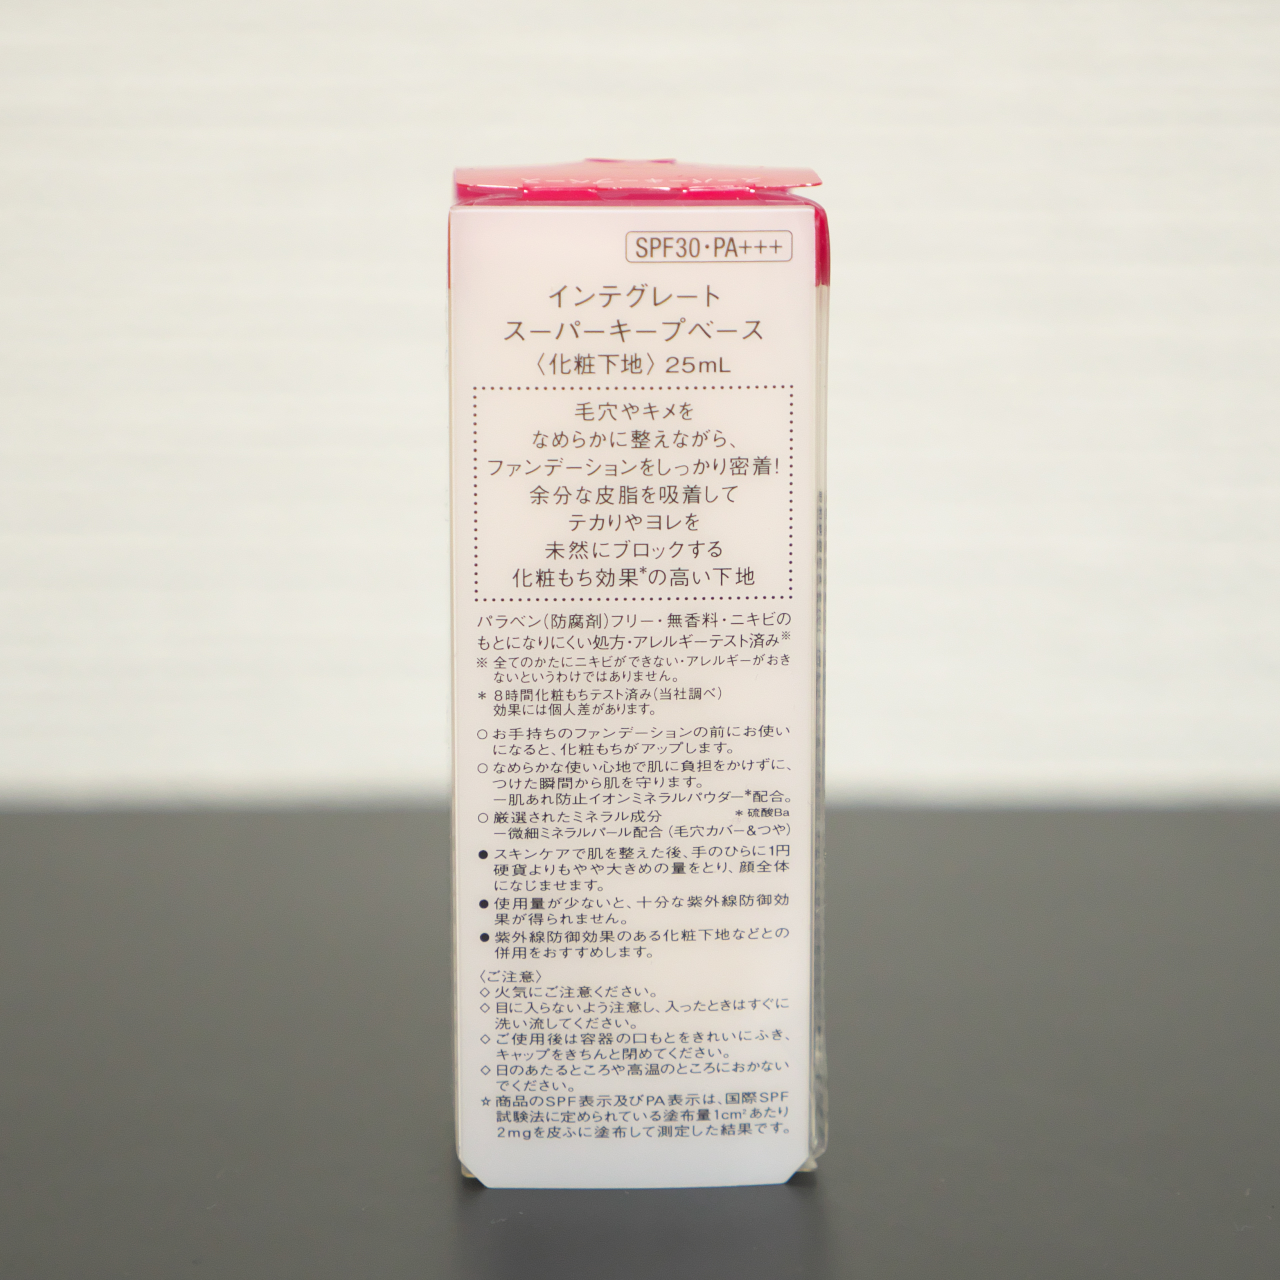 SPF30・PA+++
インテグレート
スーパーキープベース
〈化粧下地〉25mL
毛穴やキメを
なめらかに整えながら、
ファンデーションをしっかり密着!
余分な皮脂を吸着して
テカりやヨレを
未然にブロックする
化粧もち効果*の高い下地
パラベン(防腐剤)フリー・無香料・ニキビの
もとになりにくい処方・アレルギーテスト済み※
※ 全てのかたにニキビができない・アレルギーがおき
ないというわけではありません。
* 8時間化粧もちテスト済み(当社調べ)
効果には個人差があります。
○ お手持ちのファンデーションの前にお使い
になると、化粧もちがアップします。
○ なめらかな使い心地で肌に負担をかけずに、
つけた瞬間から肌を守ります。
－肌あれ防止イオンミネラルパウダー*配合。
○ 厳選されたミネラル成分 * 硫酸Ba
－微細ミネラルパール配合(毛穴カバー&つや)
● スキンケアで肌を整えた後、手のひらに1円
硬貨よりもやや大きめの量をとり、顔全体
になじませます。
● 使用量が少ないと、十分な紫外線防御効
果が得られません。
● 紫外線防御効果のある化粧下地などとの
併用をおすすめします。
〈ご注意〉
◇ 火気にご注意ください。
◇ 目に入らないよう注意し、入ったときはすぐに
洗い流してください。
◇ ご使用後は容器の口もとをきれいにふき、
キャップをきちんと閉めてください。
◇ 日のあたるところや高温のところにおかない
でください。
☆ 商品のSPF表示及びPA表示は、国際SPF
試験法に定められている塗布量1cm²あたり
2mgを皮ふに塗布して測定した結果です。